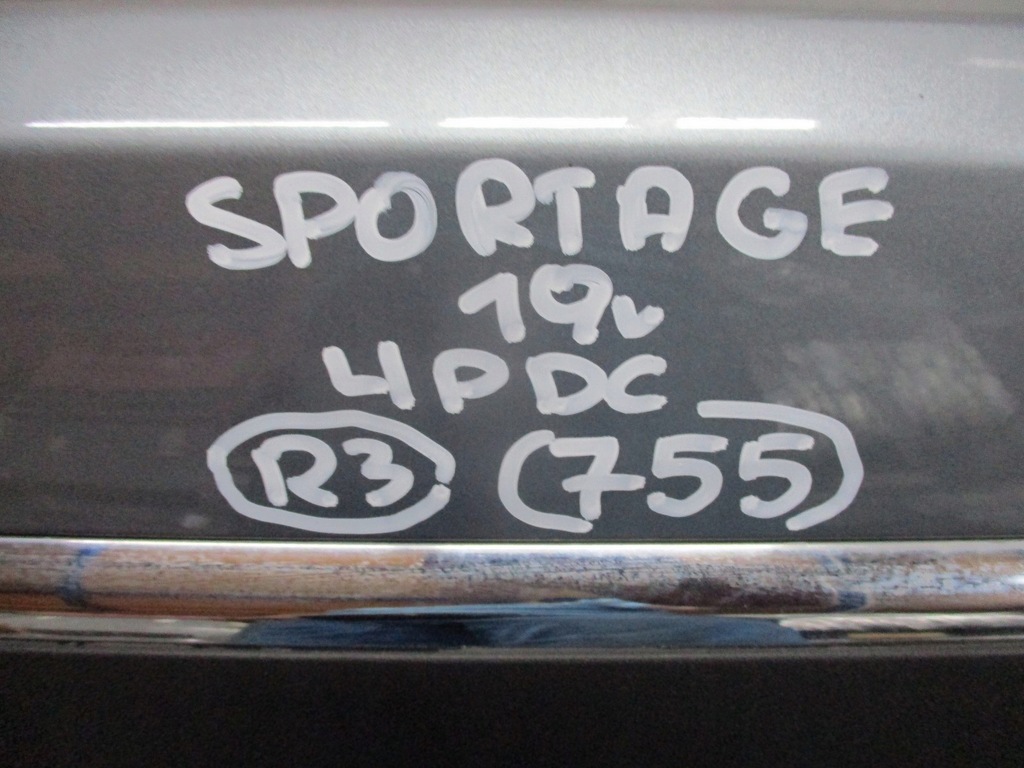 SPORTAGE
19v
4PDC
R3 (755)